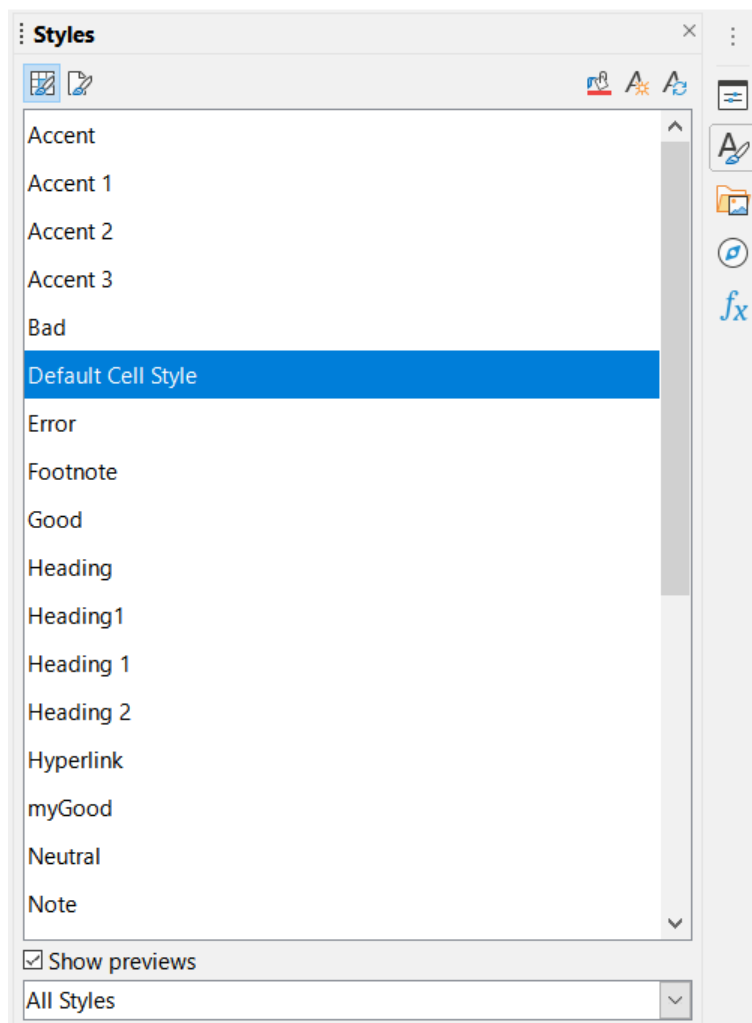 Styles
Accent
Accent 1
Accent 2
Accent 3
Bad
Default Cell Style
Error
Footnote
Good
Heading
Heading1
Heading 1
Heading 2
Hyperlink
myGood
Neutral
Note
Show previews
All Styles